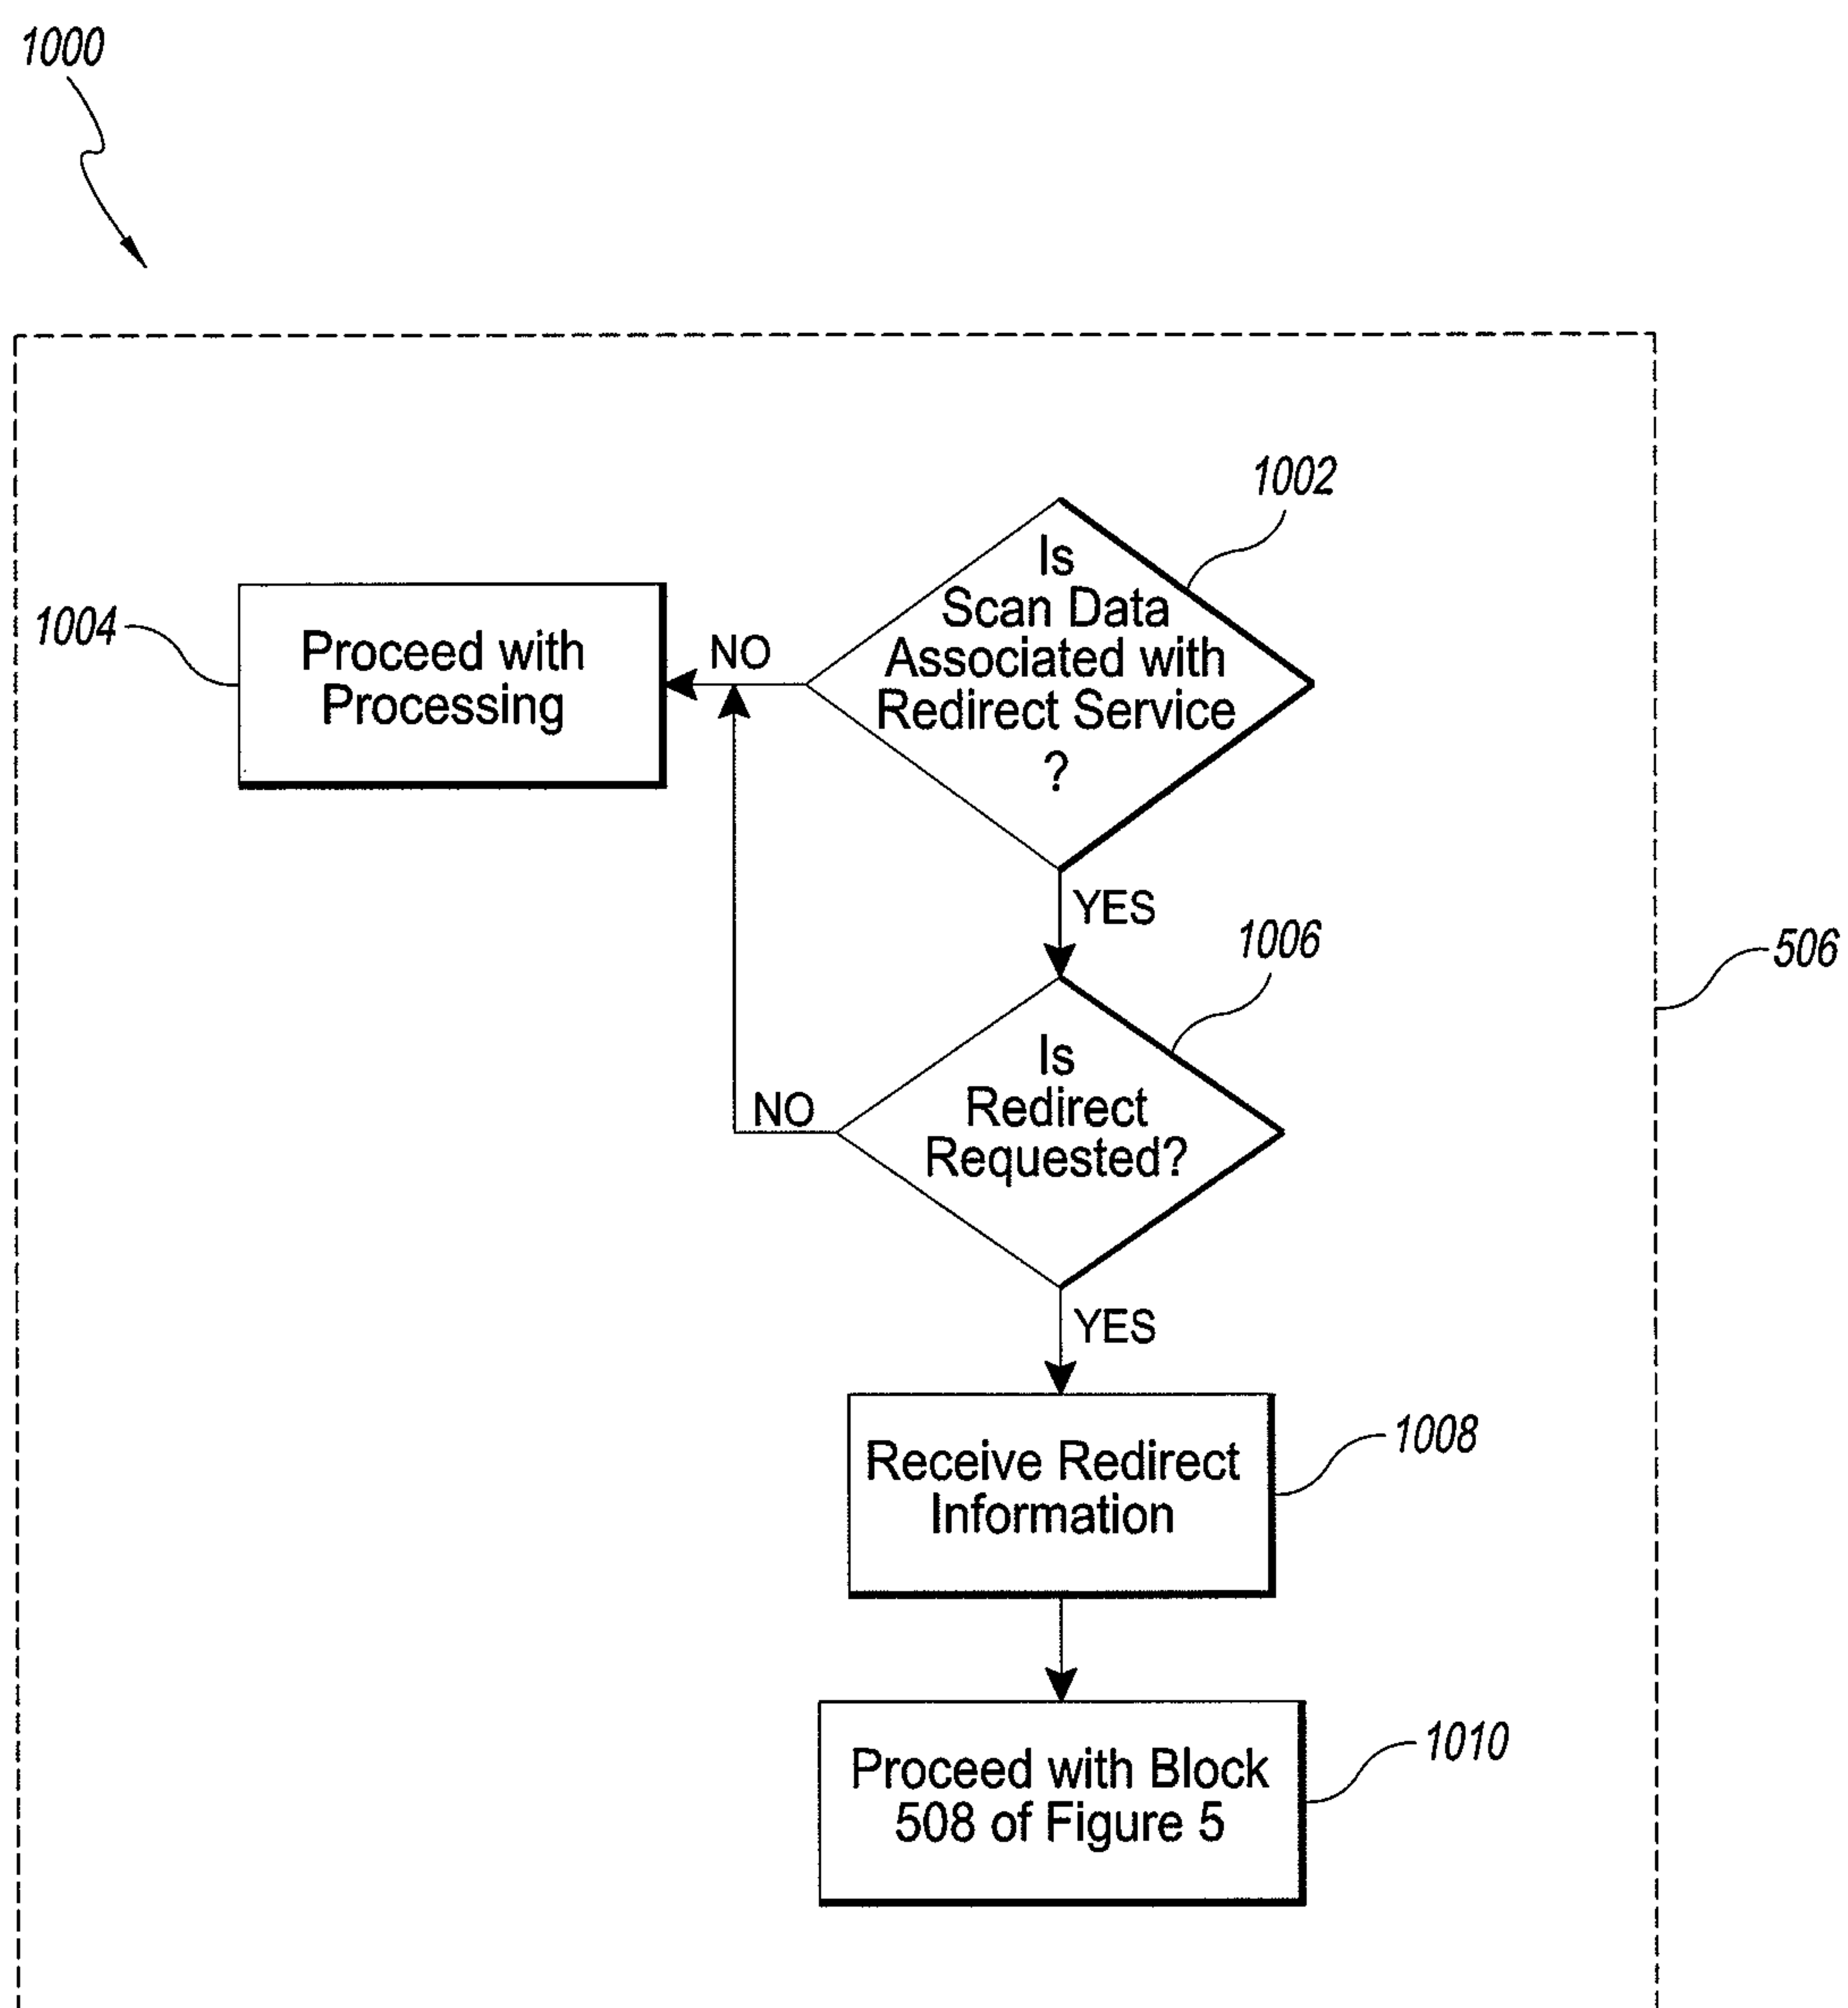 1000
1002
Is
Scan Data
Associated with
Redirect Service
?
1004
Proceed with
Processing
NO
YES
1006
506
Is
Redirect
Requested?
NO
YES
1008
Receive Redirect
Information
1010
Proceed with Block
508 of Figure 5